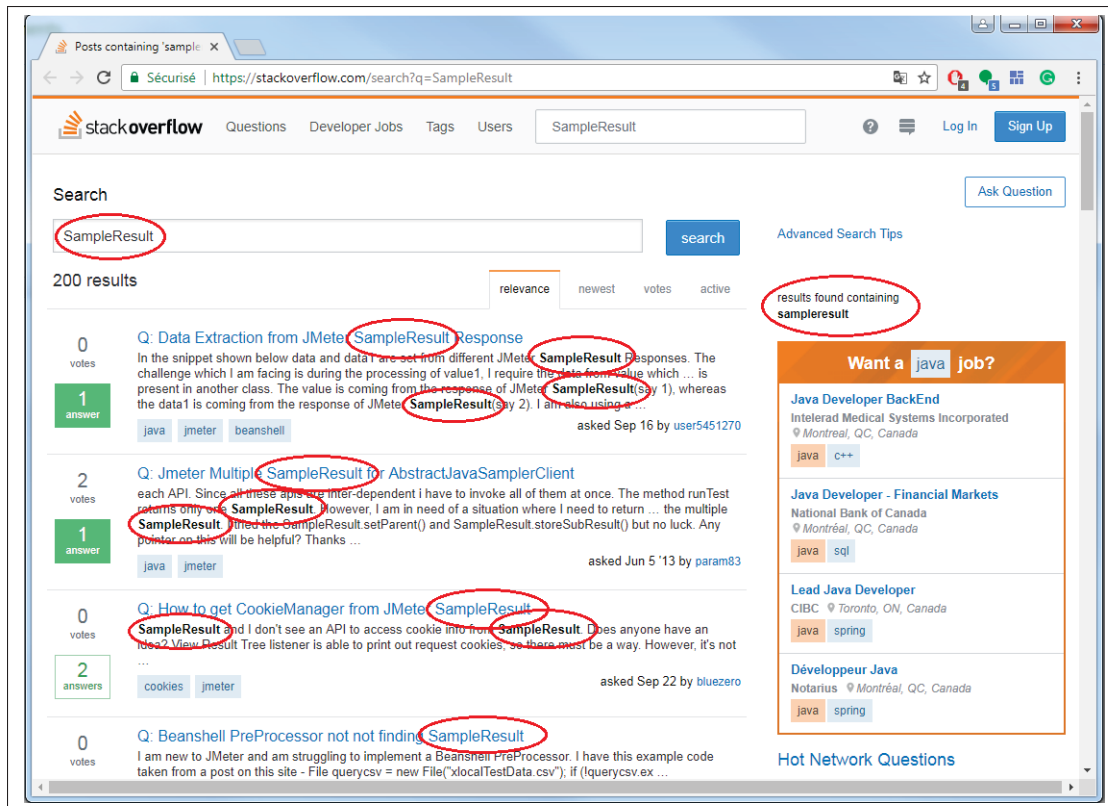 Posts containing 'sample
Sécurisé | https://stackoverflow.com/search?q=SampleResult
4
5
stackoverflow Questions Developer Jobs Tags Users SampleResult Log In Sign Up
Search
Ask Question
SampleResult
search
Advanced Search Tips
200 results
relevance newest votes active
results found containing
sampleresult
0
votes
1
answer
Q: Data Extraction from JMeter SampleResult Response
In the snippet shown below data and data1 are set from different JMeter SampleResult Responses. The
challenge which I am facing is during the processing of value1, I require the data from value which ... is
present in another class. The value is coming from the response of JMeter SampleResult(say 1), whereas
the data1 is coming from the response of JMeter SampleResult(say 2). I am also using a ...
java jmeter beanshell
asked Sep 16 by user5451270
2
votes
1
answer
Q: Jmeter Multiple SampleResult for AbstractJavaSamplerClient
each API. Since all these apis are inter-dependent i have to invoke all of them at once. The method runTest
returns only one SampleResult. However, I am in need of a situation where I need to return ... the multiple
SampleResult. I tried the SampleResult.setParent() and SampleResult.storeSubResult() but no luck. Any
pointer on this will be helpful? Thanks ...
java jmeter
asked Jun 5 '13 by param83
0
votes
2
answers
Q: How to get CookieManager from JMeter SampleResult
SampleResult and I don't see an API to access cookie info from SampleResult. Does anyone have an
idea? View Result Tree listener is able to print out request cookies, so there must be a way. However, it's not
...
cookies jmeter
asked Sep 22 by bluezero
0
votes
Q: Beanshell PreProcessor not not finding SampleResult
I am new to JMeter and am struggling to implement a Beanshell PreProcessor. I have this example code
taken from a post on this site - File querycsv = new File("xlocalTestData.csv"); if (!querycsv.ex ...
Want a java job?
Java Developer BackEnd
Intelerad Medical Systems Incorporated
Montreal, QC, Canada
java c++
Java Developer - Financial Markets
National Bank of Canada
Montréal, QC, Canada
java sql
Lead Java Developer
CIBC Toronto, ON, Canada
java spring
Développeur Java
Notarius Montréal, QC, Canada
java spring
Hot Network Questions